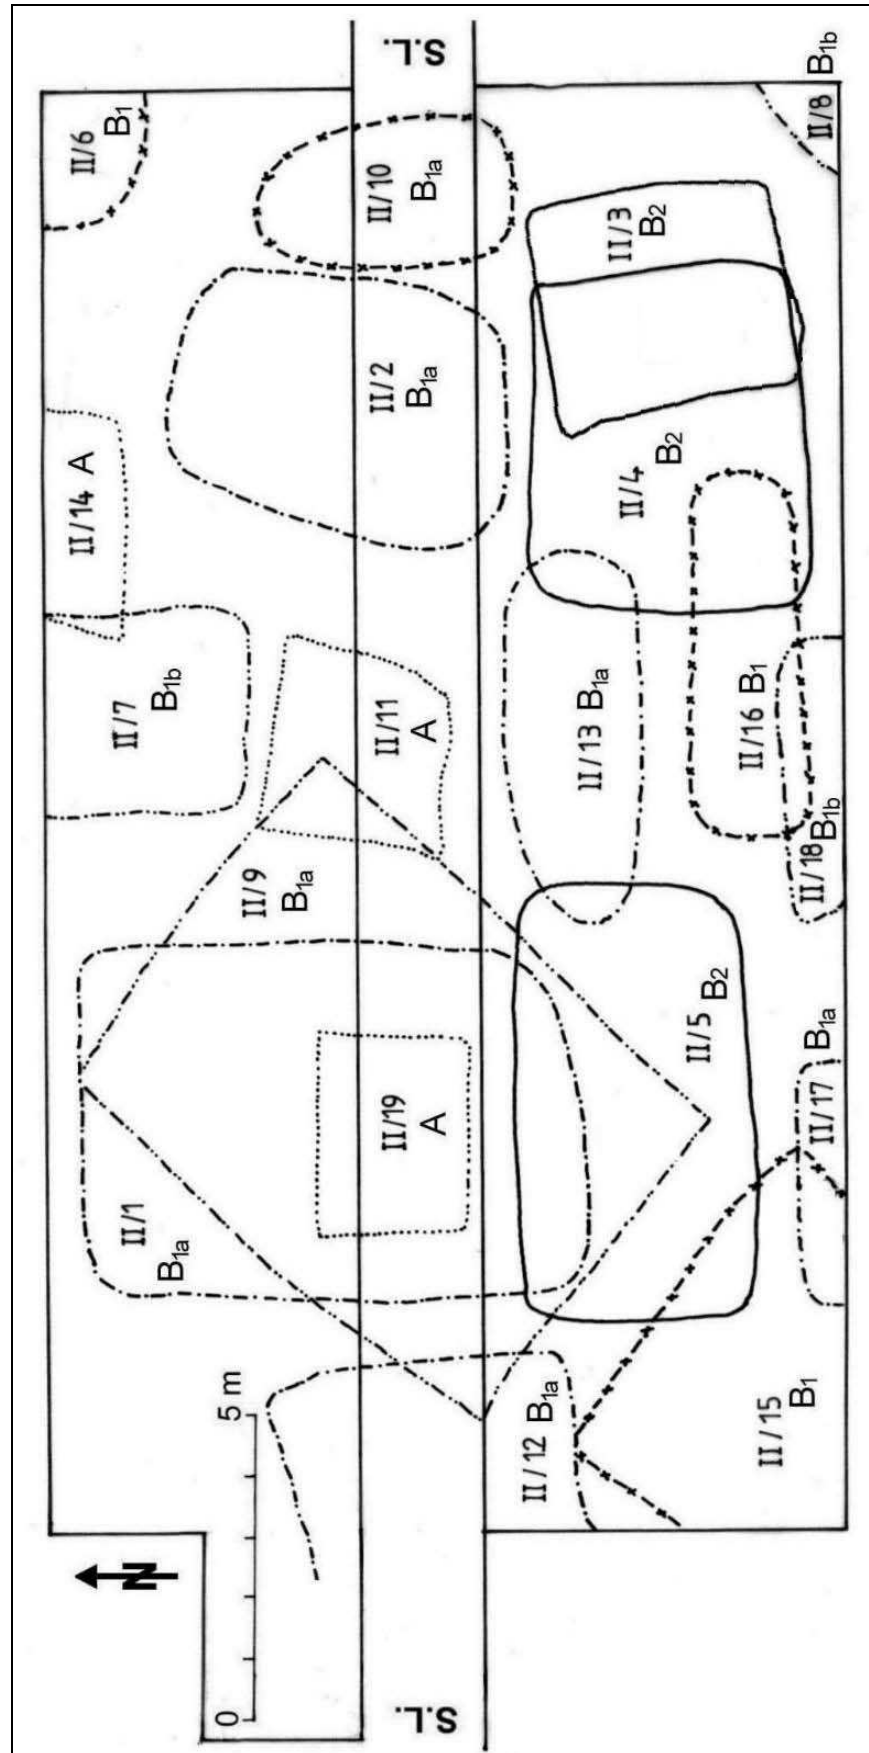 S.L.
B1b
II/8
II/6
B1
II/10
B1a
II/3
B2
II/2
B1a
II/14 A
II/4
B2
II/7
B1b
II/11
A
II/13 B1a
II/16 B1
II/18 B1b
II/9
B1a
II/19
A
II/5
B2
B1a
II/17
II/1
B1a
5 m
II/12 B1a
II/15
B1
N
0
S.L.